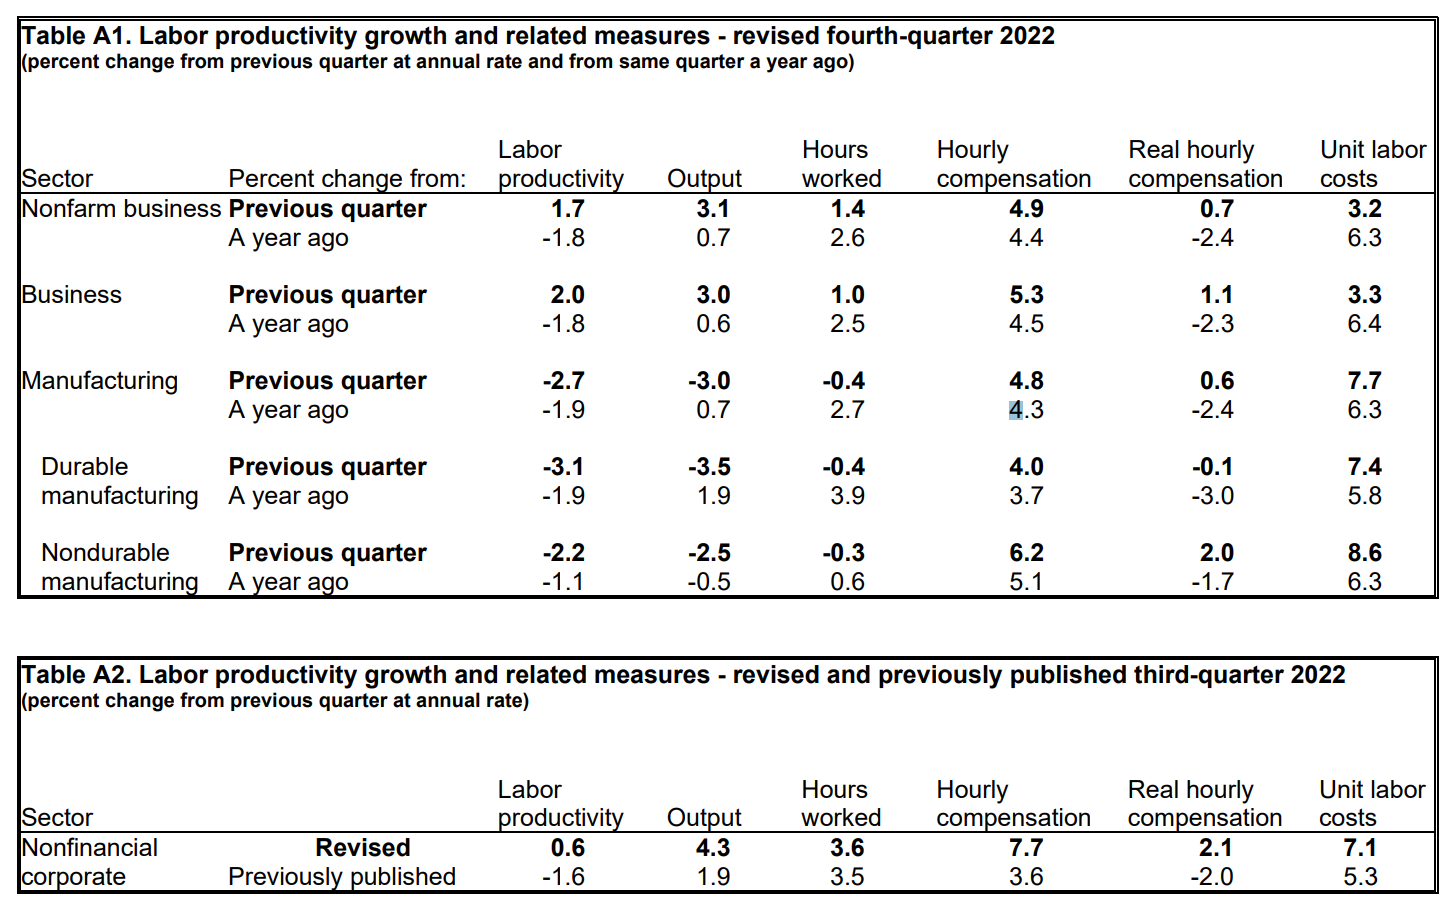 Table A1. Labor productivity growth and related measures - revised fourth-quarter 2022
(percent change from previous quarter at annual rate and from same quarter a year ago)
Labor Hours Hourly Real hourly Unit labor
Sector Percent change from: productivity Output worked compensation compensation costs
Nonfarm business Previous quarter 1.7 3.1 1.4 4.9 0.7 3.2
A year ago -1.8 0.7 2.6 4.4 -2.4 6.3
Business Previous quarter 2.0 3.0 1.0 5.3 1.1 3.3
A year ago -1.8 0.6 2.5 4.5 -2.3 6.4
Manufacturing Previous quarter -2.7 -3.0 -0.4 4.8 0.6 7.7
A year ago -1.9 0.7 2.7 4.3 -2.4 6.3
Durable Previous quarter -3.1 -3.5 -0.4 4.0 -0.1 7.4
manufacturing A year ago -1.9 1.9 3.9 3.7 -3.0 5.8
Nondurable Previous quarter -2.2 -2.5 -0.3 6.2 2.0 8.6
manufacturing A year ago -1.1 -0.5 0.6 5.1 -1.7 6.3
Table A2. Labor productivity growth and related measures - revised and previously published third-quarter 2022
(percent change from previous quarter at annual rate)
Labor Hours Hourly Real hourly Unit labor
Sector productivity Output worked compensation compensation costs
Nonfinancial Revised 0.6 4.3 3.6 7.7 2.1 7.1
corporate Previously published -1.6 1.9 3.5 3.6 -2.0 5.3